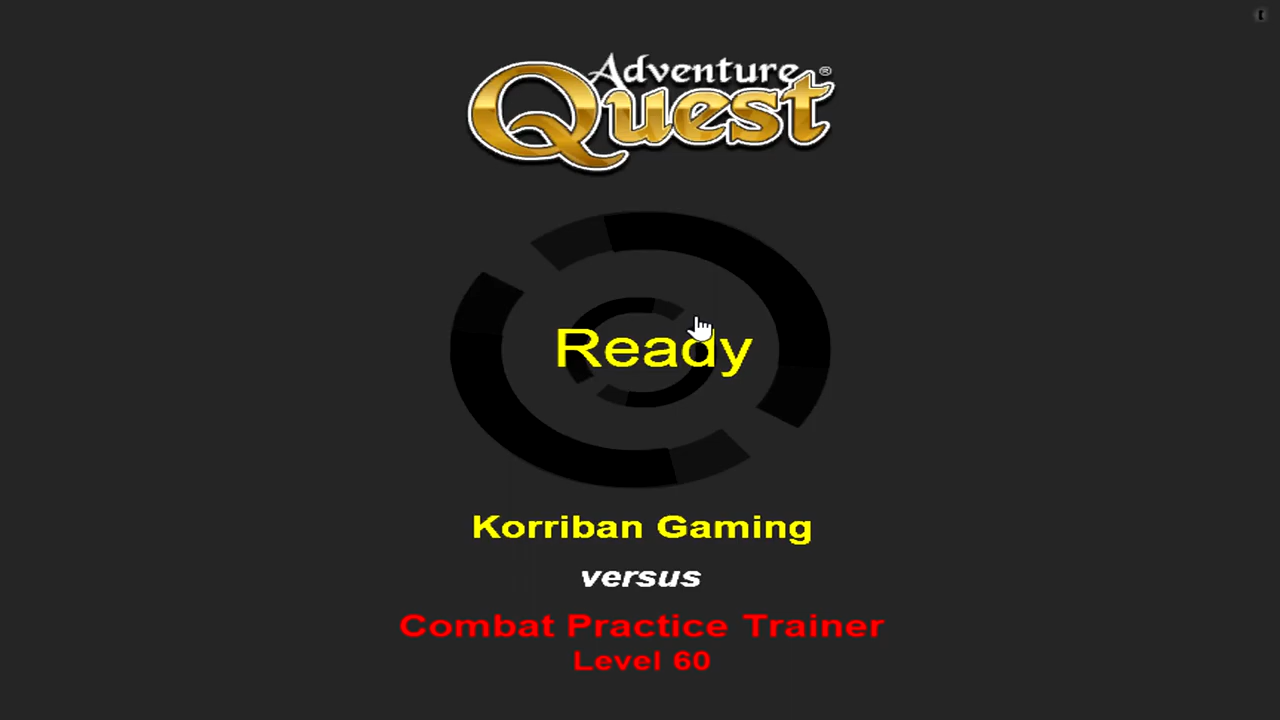 Adventure
Quest®
Ready
Korriban Gaming
versus
Combat Practice Trainer
Level 60